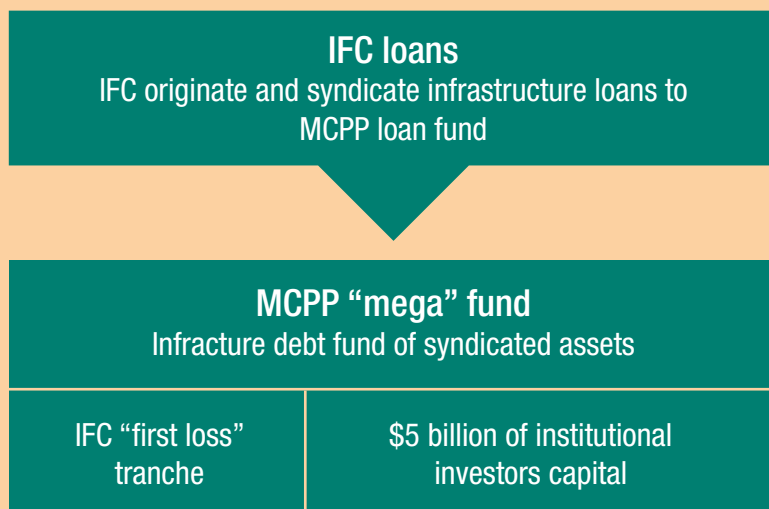 IFC loans
IFC originate and syndicate infrastructure loans to
MCPP loan fund
MCPP “mega” fund
Infracture debt fund of syndicated assets
IFC “first loss”
tranche
$5 billion of institutional
investors capital